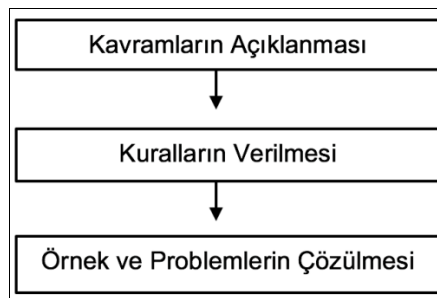 Kavramların Açıklanması
Kuralların Verilmesi
Örnek ve Problemlerin Çözülmesi